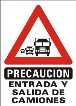 PRECAUCION
ENTRADA Y
SALIDA DE
CAMIONES